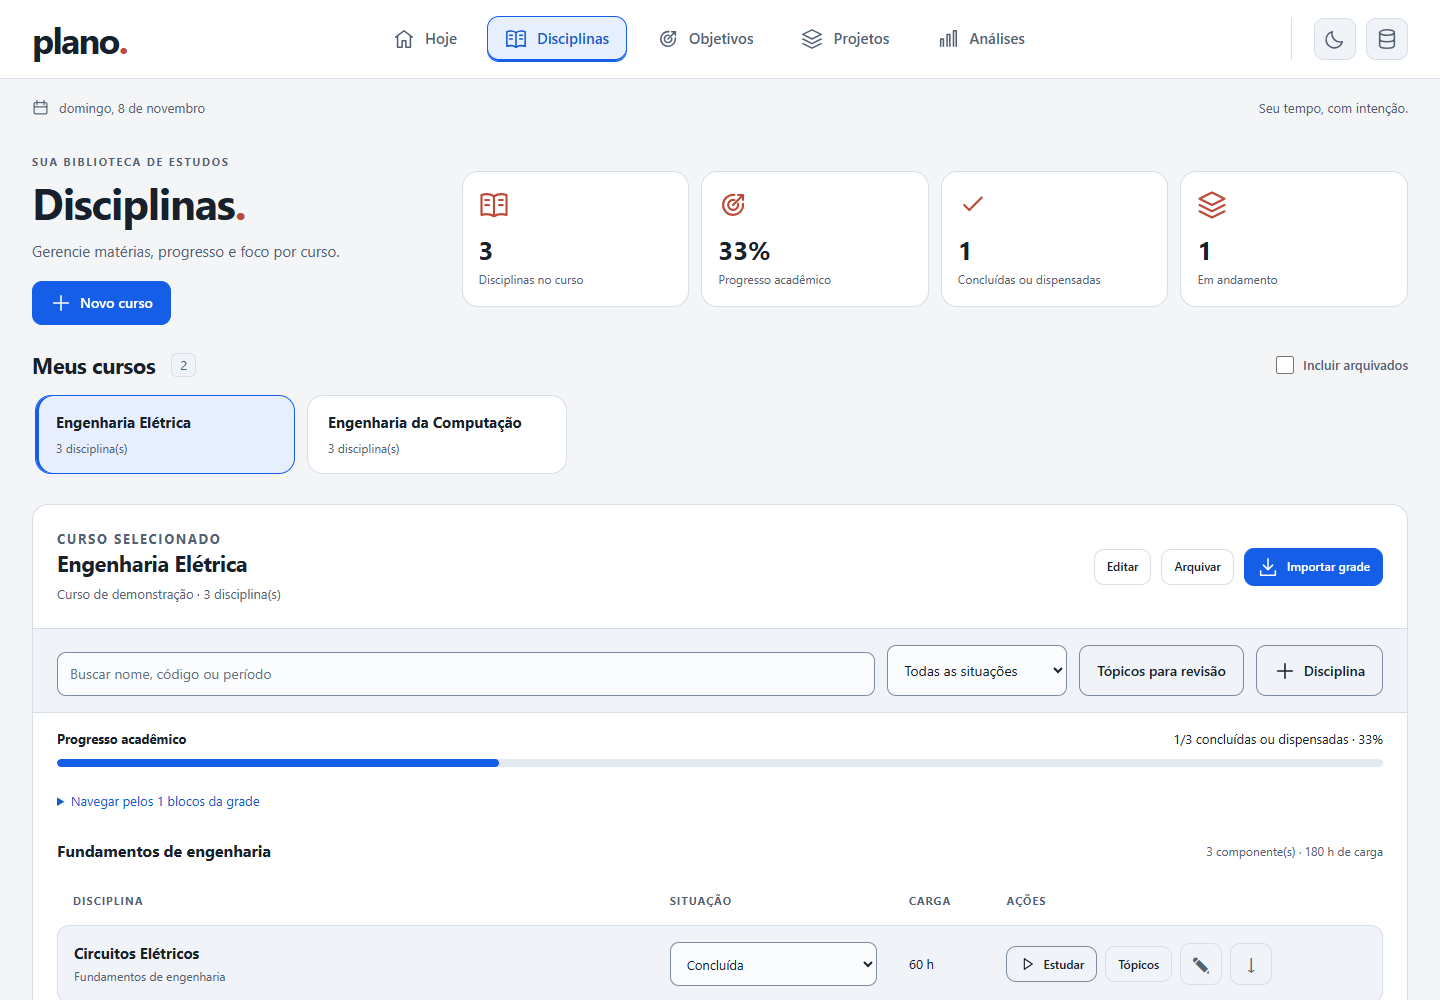 plano.
Hoje
Disciplinas
Objetivos
Projetos
Análises
domingo, 8 de novembro
Seu tempo, com intenção.
SUA BIBLIOTECA DE ESTUDOS
Disciplinas.
Gerencie matérias, progresso e foco por curso.
Novo curso
3
Disciplinas no curso
33%
Progresso acadêmico
1
Concluídas ou dispensadas
1
Em andamento
Meus cursos 2
Incluir arquivados
Engenharia Elétrica
3 disciplina(s)
Engenharia da Computação
3 disciplina(s)
CURSO SELECIONADO
Engenharia Elétrica
Curso de demonstração · 3 disciplina(s)
Editar
Arquivar
Importar grade
Buscar nome, código ou período
Todas as situações
Tópicos para revisão
Disciplina
Progresso acadêmico
1/3 concluídas ou dispensadas · 33%
Navegar pelos 1 blocos da grade
Fundamentos de engenharia
3 componente(s) · 180 h de carga
DISCIPLINA
SITUAÇÃO
CARGA
AÇÕES
Circuitos Elétricos
Fundamentos de engenharia
Concluída
60 h
Estudar
Tópicos